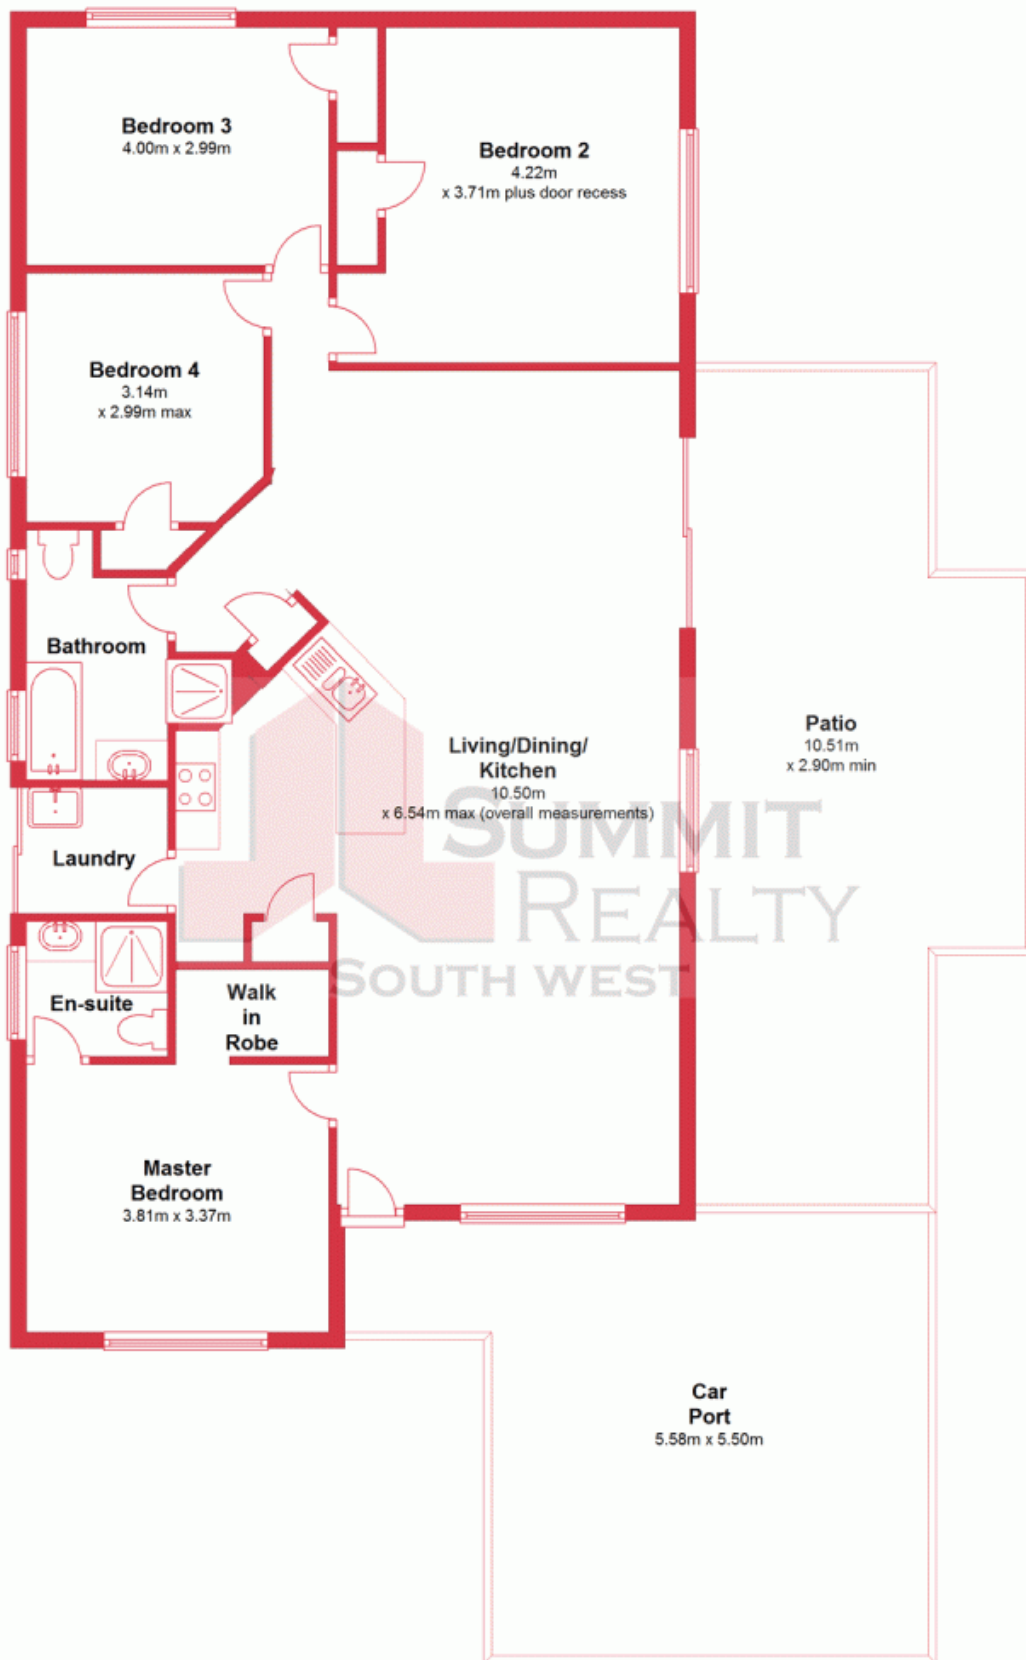 Bedroom 3
4.00m x 2.99m
Bedroom 2
4.22m
x 3.71m plus door recess
Bedroom 4
3.14m
x 2.99m max
Bathroom
Living/Dining/
Kitchen
10.50m
x 6.54m max (overall measurements)
Patio
10.51m
x 2.90m min
SUMMIT
REALTY
SOUTH WEST
Laundry
En-suite
Walk
in
Robe
Master
Bedroom
3.81m x 3.37m
Car
Port
5.58m x 5.50m